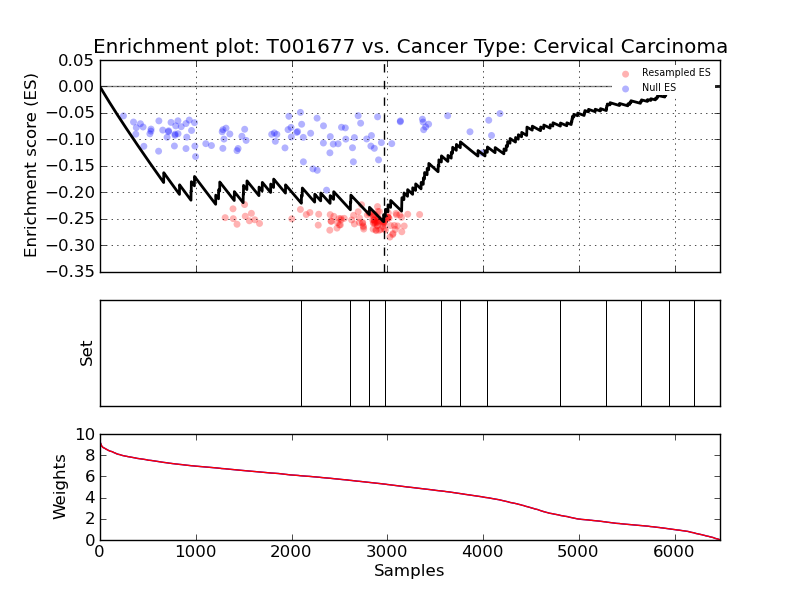 Enrichment plot: T001677 vs. Cancer Type: Cervical Carcinoma
Enrichment score (ES)
0.05
0.00
−0.05
−0.10
−0.15
−0.20
−0.25
−0.30
−0.35
Resampled ES
Null ES
Set
Weights
10
8
6
4
2
0
0 1000 2000 3000 4000 5000 6000
Samples